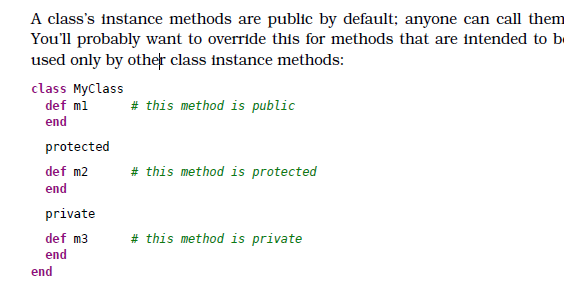 A class's instance methods are public by default; anyone can call them
You'll probably want to override this for methods that are intended to
used only by other class instance methods:
class MyClass
def m1 # this method is public
end
protected
def m2 # this method is protected
end
private
def m3 # this method is private
end
end